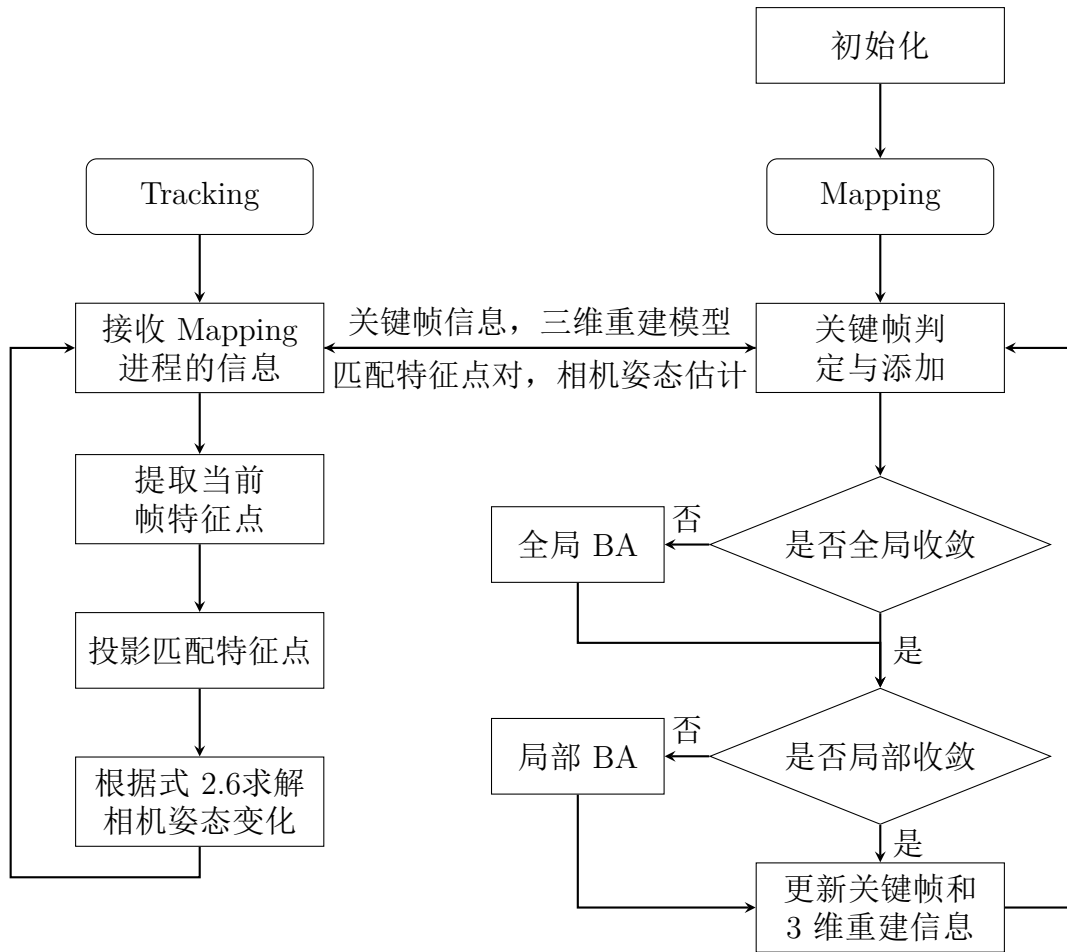 初始化
Tracking
Mapping
接收 Mapping
进程的信息
关键帧信息，三维重建模型
匹配特征点对，相机姿态估计
关键帧判
定与添加
提取当前
帧特征点
全局 BA
否
是否全局收敛
投影匹配特征点
是
局部 BA
否
是否局部收敛
根据式 2.6求解
相机姿态变化
是
更新关键帧和
3 维重建信息